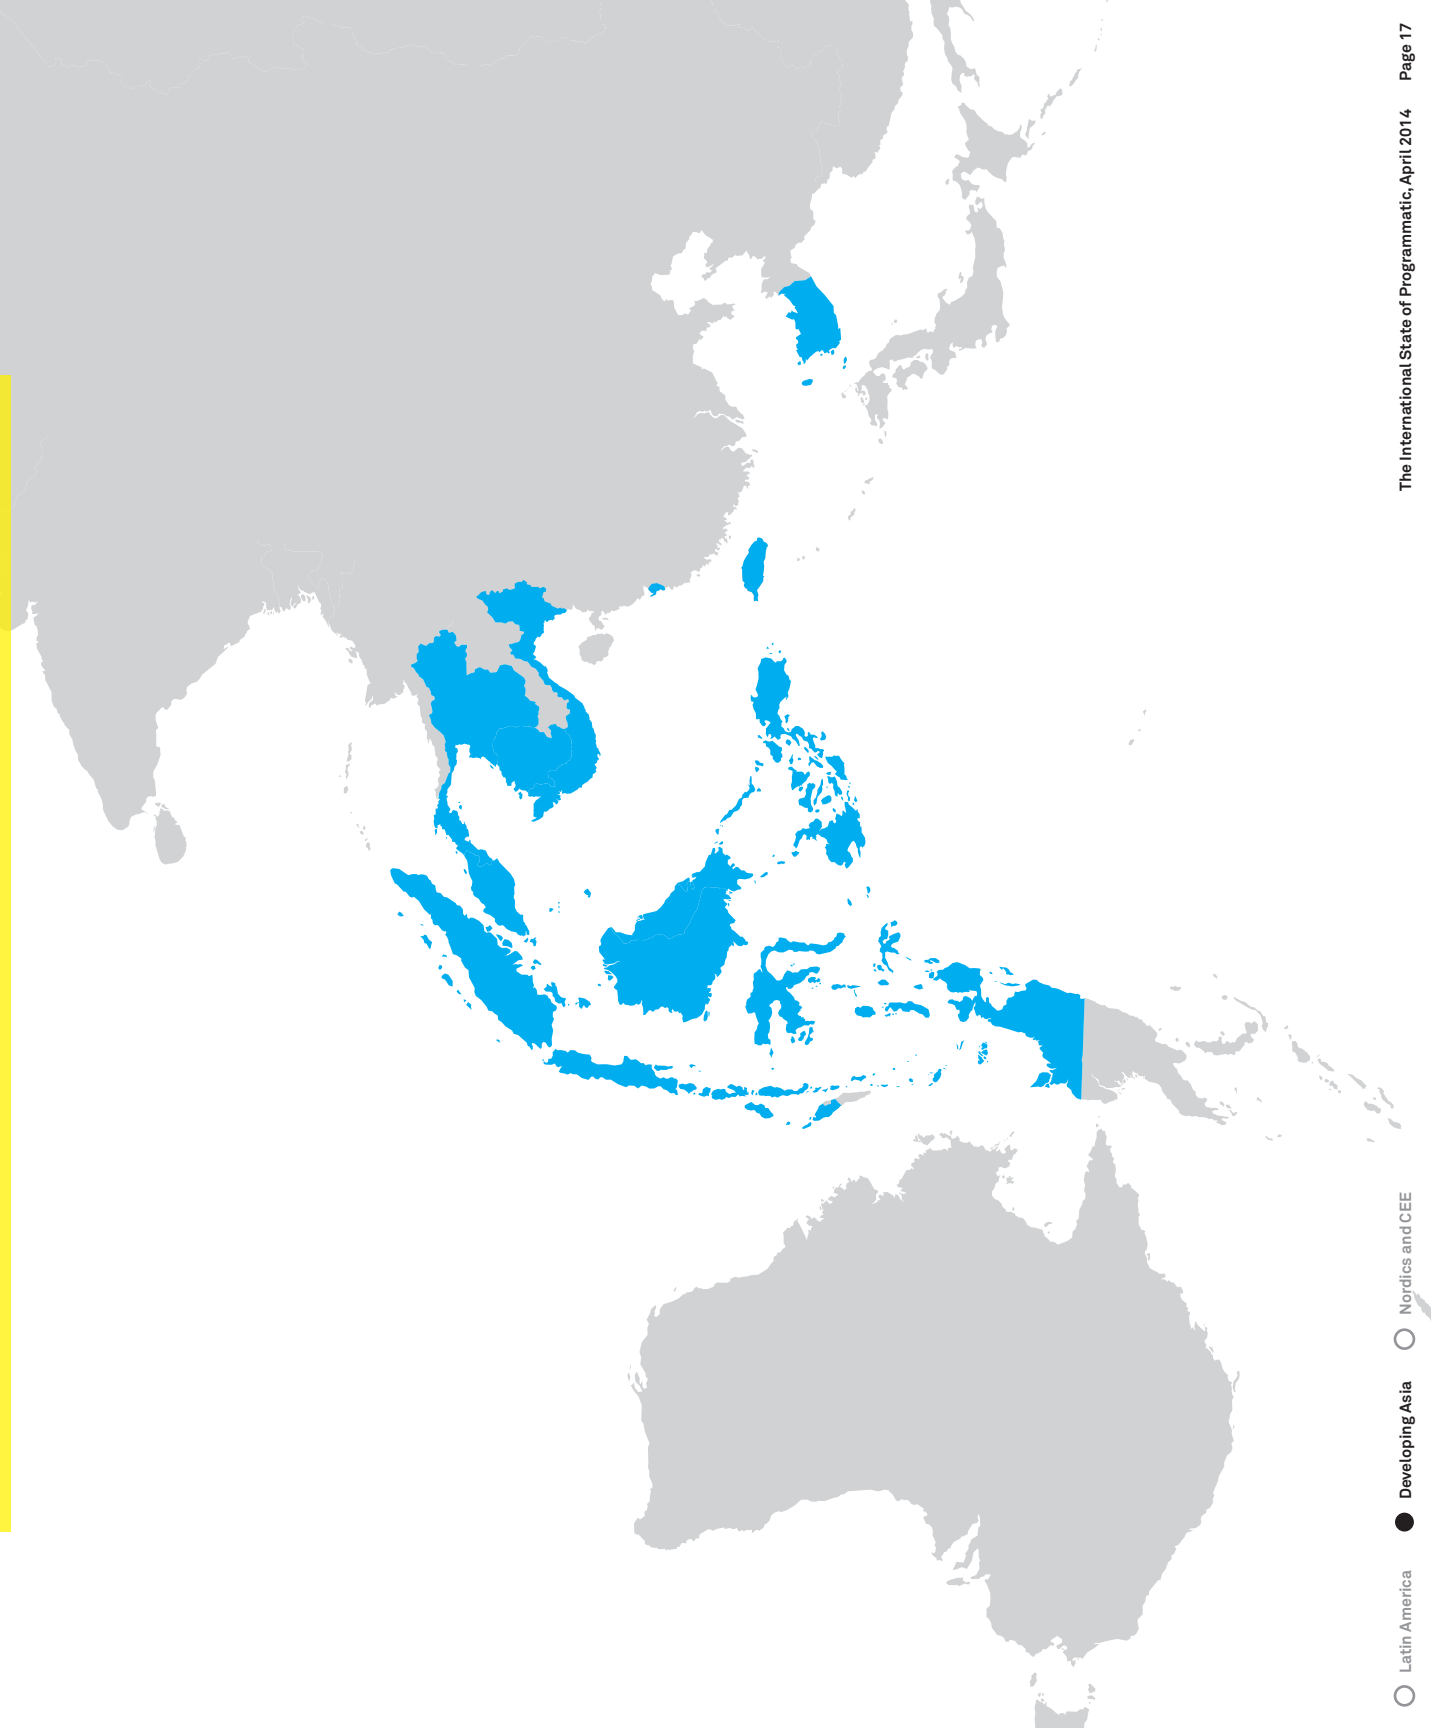 The International State of Programmatic, April 2014 Page 17
Latin America
Developing Asia
Nordics and CEE